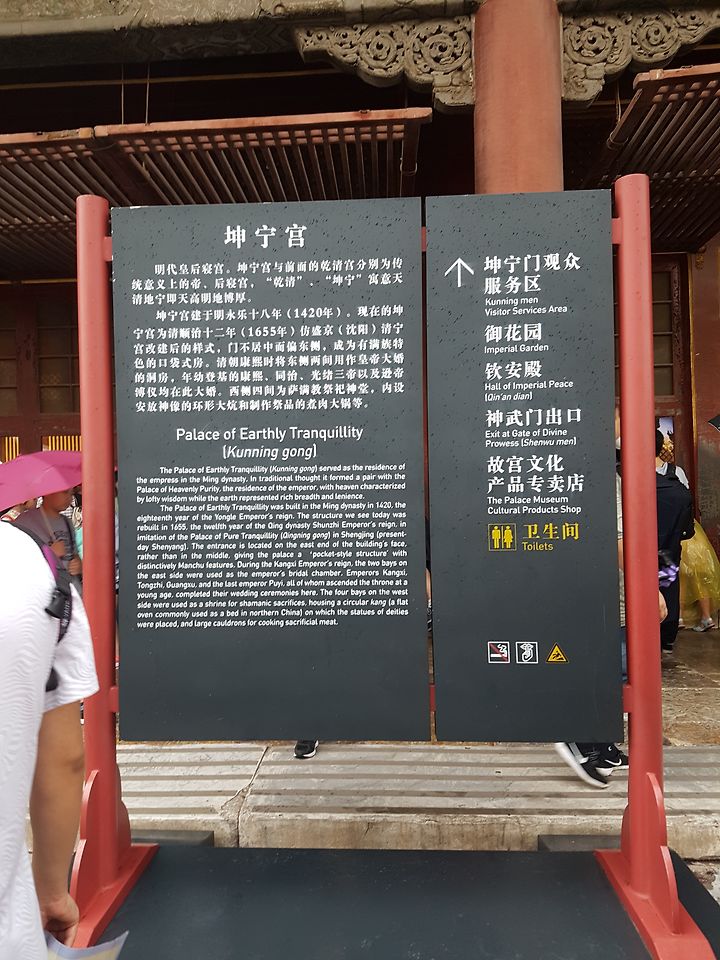 坤宁宫
明代皇后寝宫。坤宁宫与前面的乾清宫分别为传
统意义上的帝、后寝宫，“乾清”、“坤宁”寓意天
清地宁即天高明地博厚。
坤宁宫建于明永乐十八年（1420年）。现在的坤
宁宫为清顺治十二年（1655年）仿盛京（沈阳）清宁
宫改建后的样式，门不居中而偏东侧，成为有满族特
色的口袋式房。清朝康熙时将东侧两间用作皇帝大婚
的洞房，年幼登基的康熙、同治、光绪三帝以及逊帝
溥仪均在此大婚。西侧四间为萨满教祭祀神堂，内设
安放神像的环形大炕和制作祭品的煮肉大锅等。
Palace of Earthly Tranquillity
(Kunning gong)
The Palace of Earthly Tranquillity (Kunning gong) served as the residence of
the empress in the Ming dynasty. In traditional thought it formed a pair with the
Palace of Heavenly Purity, the residence of the emperor, with heaven characterized
by lofty wisdom while the earth represented rich breadth and lenience.
The Palace of Earthly Tranquillity was built in the Ming dynasty in 1420, the
eighteenth year of the Yongle Emperor's reign. The structure we see today was
rebuilt in 1655, the twelfth year of the Qing dynasty Shunzhi Emperor's reign, in
imitation of the Palace of Pure Tranquillity (Qingning gong) in Shengjing (present-
day Shenyang). The entrance is located on the east end of the building's face,
rather than in the middle, giving the palace a 'pocket-style structure' with
distinctively Manchu features. During the Kangxi Emperor's reign, the two bays on
the east side were used as the emperor's bridal chamber. Emperors Kangxi,
Tongzhi, Guangxu, and the last emperor Puyi, all of whom ascended the throne at a
young age, completed their wedding ceremonies here. The four bays on the west
side were used as a shrine for shamanic sacrifices, housing a circular kang (a flat
oven commonly used as a bed in northern China) on which the statues of deities
were placed, and large cauldrons for cooking sacrificial meat.
坤宁门观众
服务区
Kunning men
Visitor Services Area
御花园
Imperial Garden
钦安殿
Hall of Imperial Peace
(Qin'an dian)
神武门出口
Exit at Gate of Divine
Prowess (Shenwu men)
故宫文化
产品专卖店
The Palace Museum
Cultural Products Shop
卫生间
Toilets